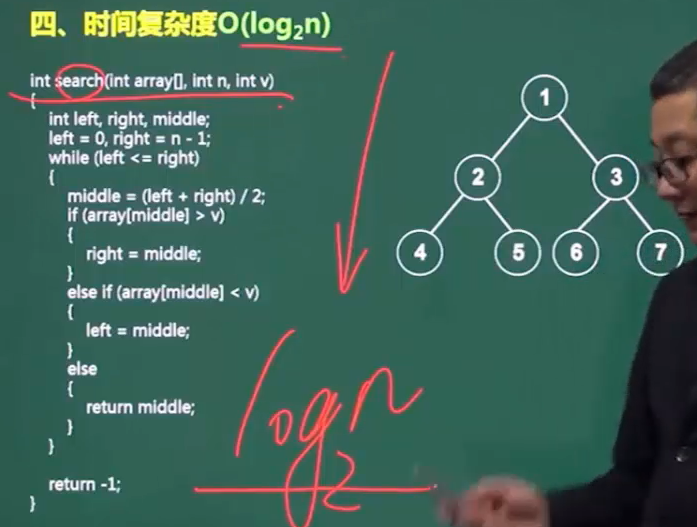 四、时间复杂度O(log₂n)
int search(int array[], int n, int v)
{
int left, right, middle;
left = 0, right = n - 1;
while (left <= right)
{
middle = (left + right) / 2;
if (array[middle] > v)
{
right = middle;
}
else if (array[middle] < v)
{
left = middle;
}
else
{
return middle;
}
}
return -1;
}
1
2
3
4
5
6
7
log₂n